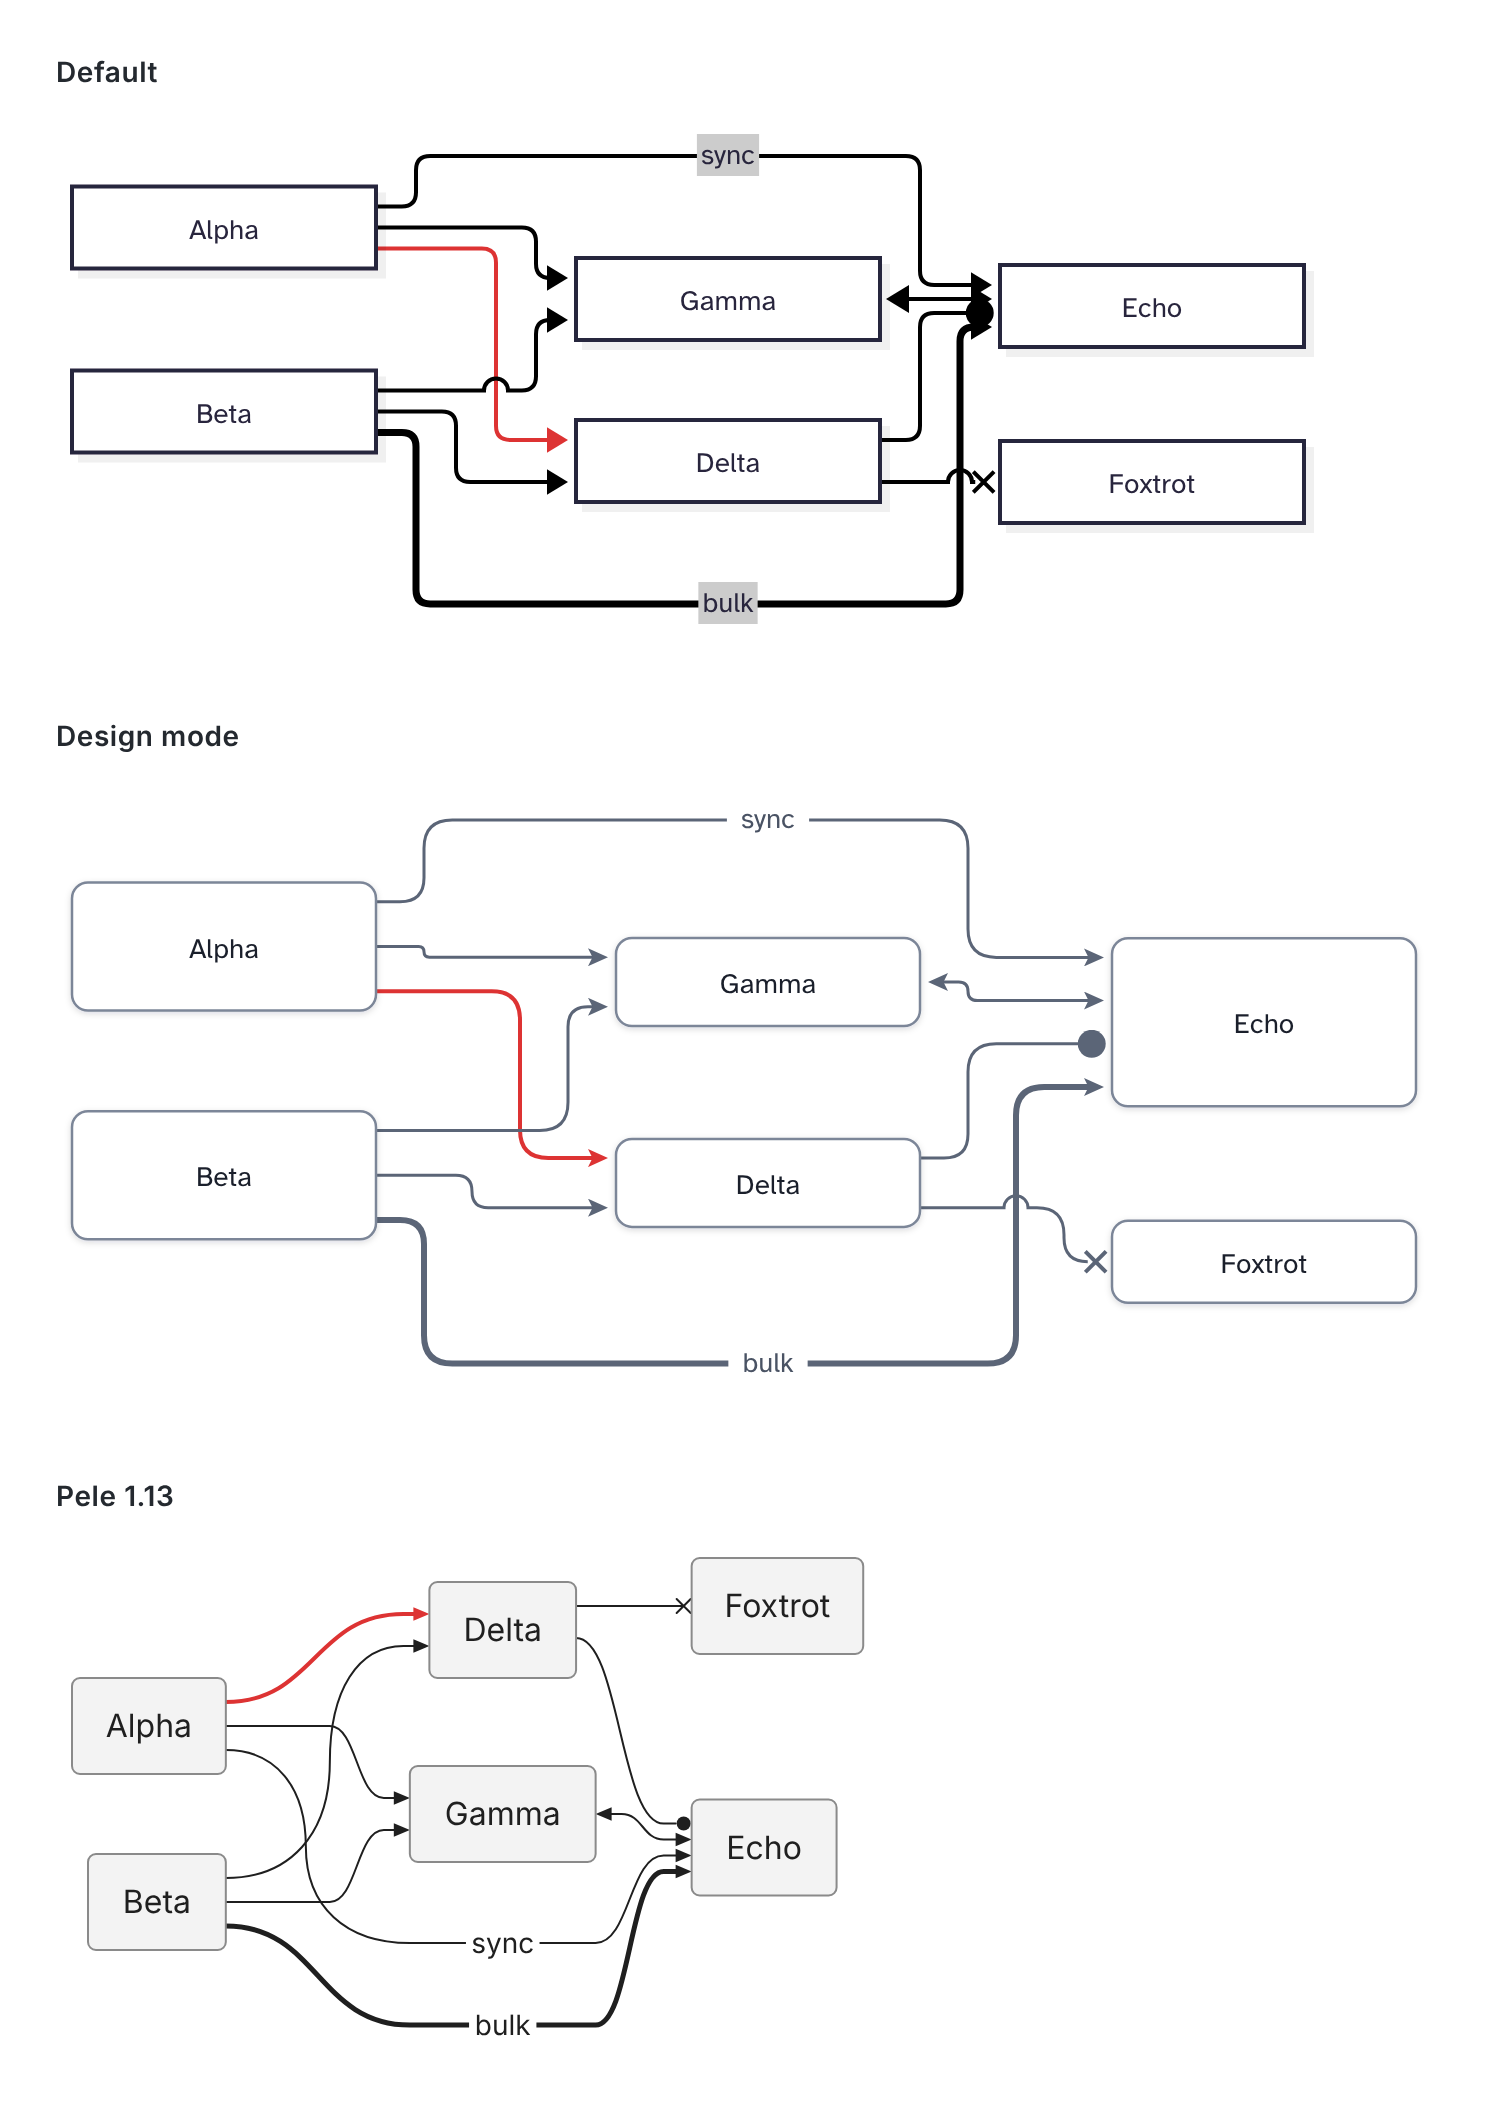 Default
sync
Alpha
Gamma
Echo
Beta
Delta
Foxtrot
bulk
Design mode
sync
Alpha
Gamma
Echo
Beta
Delta
Foxtrot
bulk
Pele 1.13
Foxtrot
Delta
Alpha
Gamma
Echo
Beta
sync
bulk